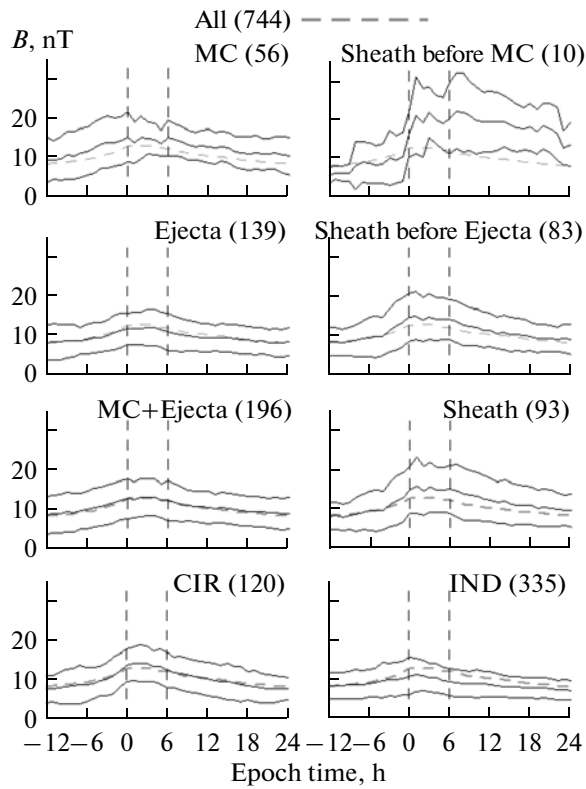 All (744)
B, nT
MC (56)
Sheath before MC (10)
20
10
0
Ejecta (139)
Sheath before Ejecta (83)
20
10
0
MC+Ejecta (196)
Sheath (93)
20
10
0
CIR (120)
IND (335)
20
10
0
−12 −6 0 6 12 18 24 −12 −6 0 6 12 18 24
Epoch time, h